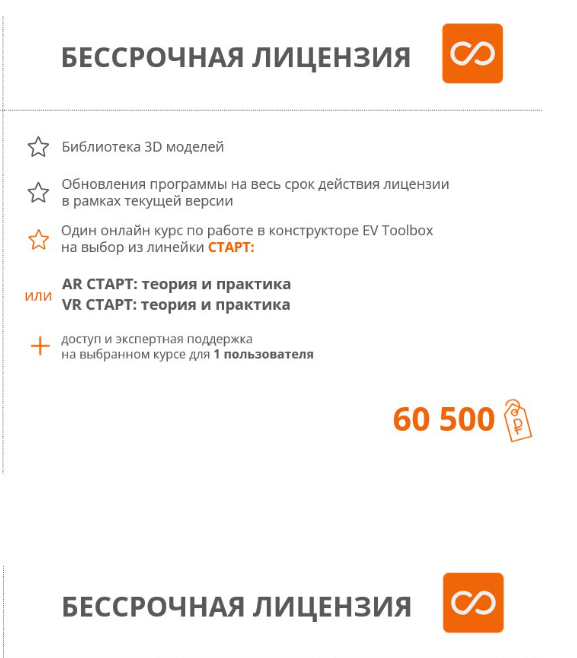 БЕССРОЧНАЯ ЛИЦЕНЗИЯ
Библиотека 3D моделей
Обновления программы на весь срок действия лицензии
в рамках текущей версии
Один онлайн курс по работе в конструкторе EV Toolbox
на выбор из линейки СТАРТ:
или
AR СТАРТ: теория и практика
VR СТАРТ: теория и практика
доступ и экспертная поддержка
на выбранном курсе для 1 пользователя
60 500 ₽
БЕССРОЧНАЯ ЛИЦЕНЗИЯ